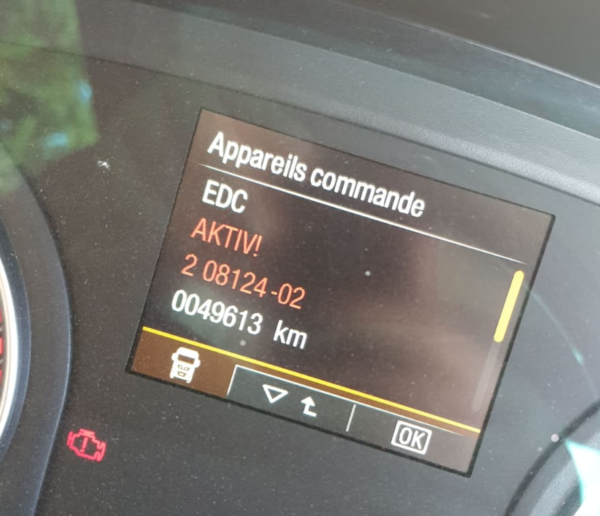 Appareils commande
EDC
AKTIV!
2 08124-02
0049613 km
OK